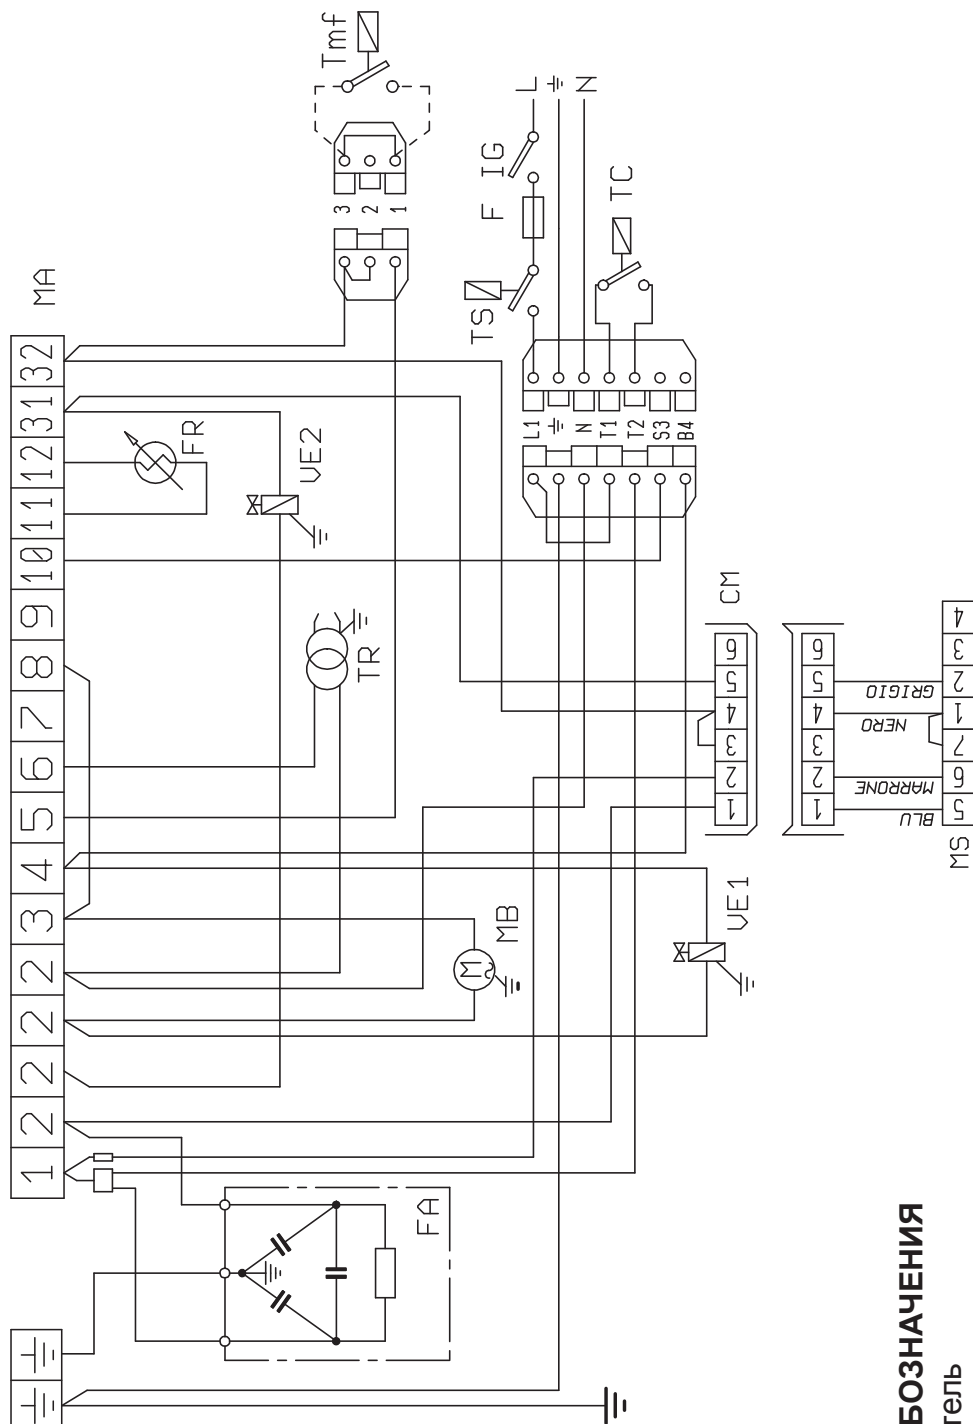 MA
1 2 2 2 2 3 4 5 6 7 8 9 10 11 12 31 32
Tmf
3 2 1
FR
VE2
TR
MB
VE1
FA
L
N
IG
F
TS
TC
L1
N
T1
T2
S3
B4
CM
1 2 3 4 5 6
1 2 3 4 5 6
BLU
MARRONE
NERO
GRIGIO
5 6 7 1 2 3 4
MS
M
БОЗНАЧЕНИЯ
тель